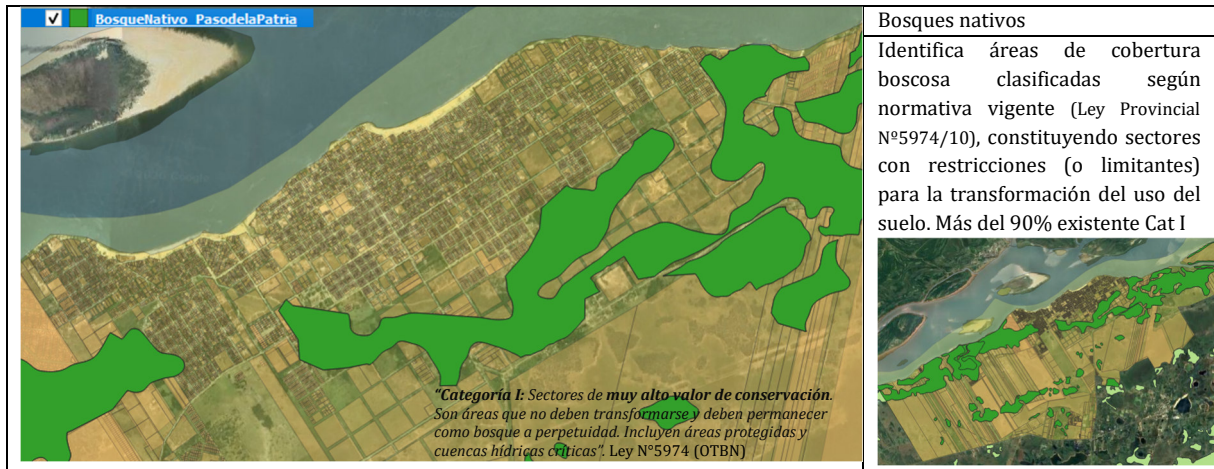 BosqueNativo_PasodelaPatria
"Categoría I: Sectores de muy alto valor de conservación.
Son áreas que no deben transformarse y deben permanecer
como bosque a perpetuidad. Incluyen áreas protegidas y
cuencas hídricas críticas". Ley N°5974 (OTBN)
Bosques nativos
Identifica áreas de cobertura
boscosa clasificadas según
normativa vigente (Ley Provincial
Nº5974/10), constituyendo sectores
con restricciones (o limitantes)
para la transformación del uso del
suelo. Más del 90% existente Cat I